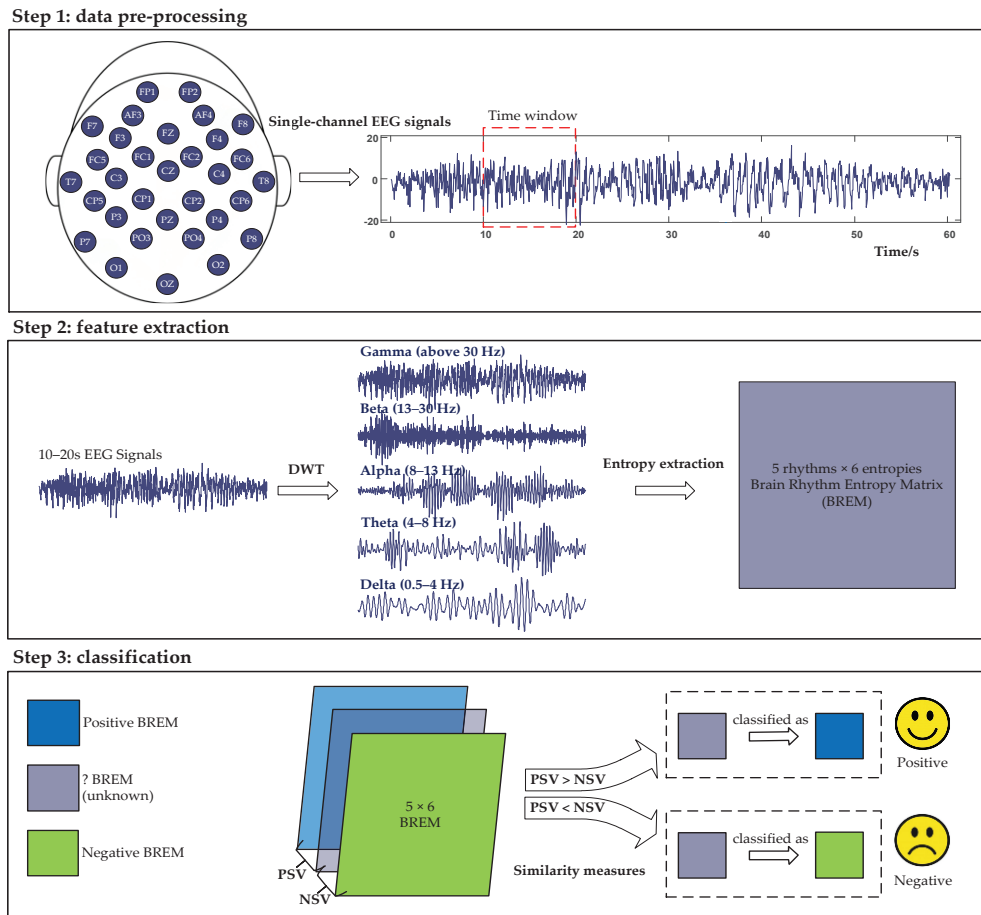 Step 1: data pre-processing
FP1 FP2
AF3 AF4
F7 F8
F3 FZ F4
FC5 FC1 FC2 FC6
T7 C3 CZ C4 T8
CP5 CP1 CP2 CP6
P3 PZ P4
P7 PO3 PO4 P8
O1 O2
OZ
Single-channel EEG signals
Time window
20
0
-20
0 10 20 30 40 50 60
Time/s
Step 2: feature extraction
10–20s EEG Signals
DWT
Gamma (above 30 Hz)
Beta (13–30 Hz)
Alpha (8–13 Hz)
Theta (4–8 Hz)
Delta (0.5–4 Hz)
Entropy extraction
5 rhythms × 6 entropies
Brain Rhythm Entropy Matrix
(BREM)
Step 3: classification
Positive BREM
? BREM
(unknown)
Negative BREM
5 × 6
BREM
PSV
NSV
PSV > NSV
PSV < NSV
Similarity measures
classified as
Positive
classified as
Negative